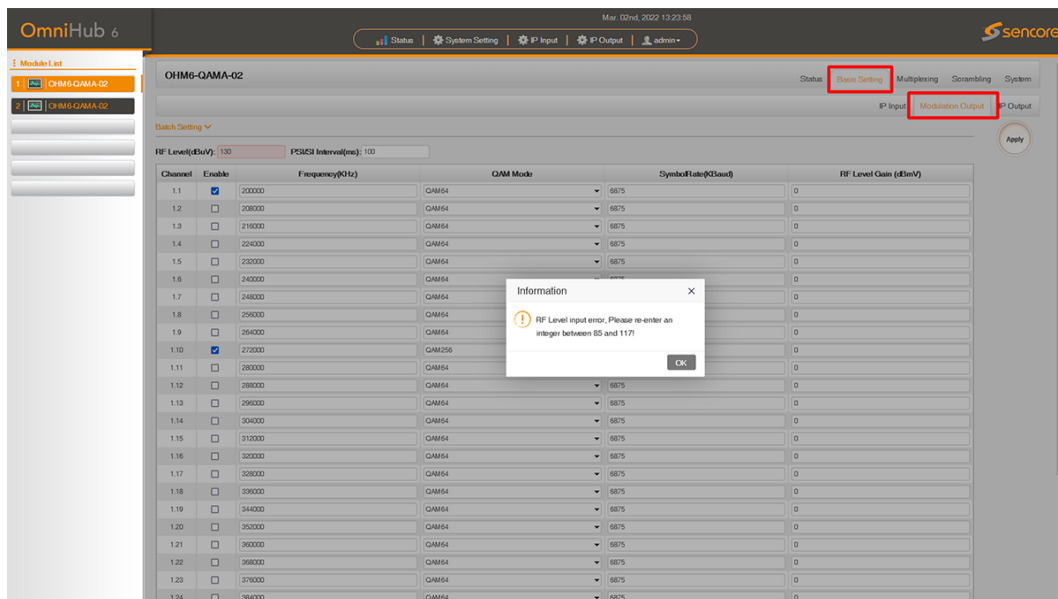 OmniHub 6
Mar. 02nd, 2022 13:23:58
Status | System Setting | IP Input | IP Output | admin
sencore
Module List
1 OHM6-QAMA-02
2 OHM6-QAMA-02
OHM6-QAMA-02
Status Basic Setting Multiplexing Scrambling System
IP Input Modulation Output IP Output
Batch Setting
Apply
RF Level(dBuV): 130 PSI/SI Interval(ms): 100
Channel Enable Frequency(KHz) QAM Mode SymbolRate(KBaud) RF Level Gain (dBmV)
1.1 200000 QAM64 6875 0
1.2 208000 QAM64 6875 0
1.3 216000 QAM64 6875 0
1.4 224000 QAM64 6875 0
1.5 232000 QAM64 6875 0
1.6 240000 QAM64 6875 0
1.7 248000 QAM64 0
1.8 256000 QAM64 0
1.9 264000 QAM64 0
1.10 272000 QAM256 0
1.11 280000 QAM64 0
Information
RF Level input error, Please re-enter an
integer between 85 and 117!
OK
1.12 288000 QAM64 6875 0
1.13 296000 QAM64 6875 0
1.14 304000 QAM64 6875 0
1.15 312000 QAM64 6875 0
1.16 320000 QAM64 6875 0
1.17 328000 QAM64 6875 0
1.18 336000 QAM64 6875 0
1.19 344000 QAM64 6875 0
1.20 352000 QAM64 6875 0
1.21 360000 QAM64 6875 0
1.22 368000 QAM64 6875 0
1.23 376000 QAM64 6875 0
1.24 384000 QAM64 6875 0